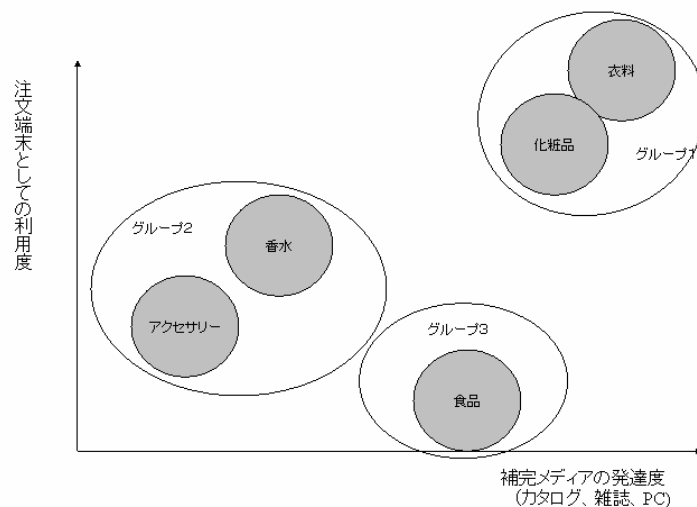 注文端末としての利用度
衣料
化粧品
グループ1
グループ2
香水
アクセサリー
グループ3
食品
補完メディアの発達度
(カタログ、雑誌、PC)